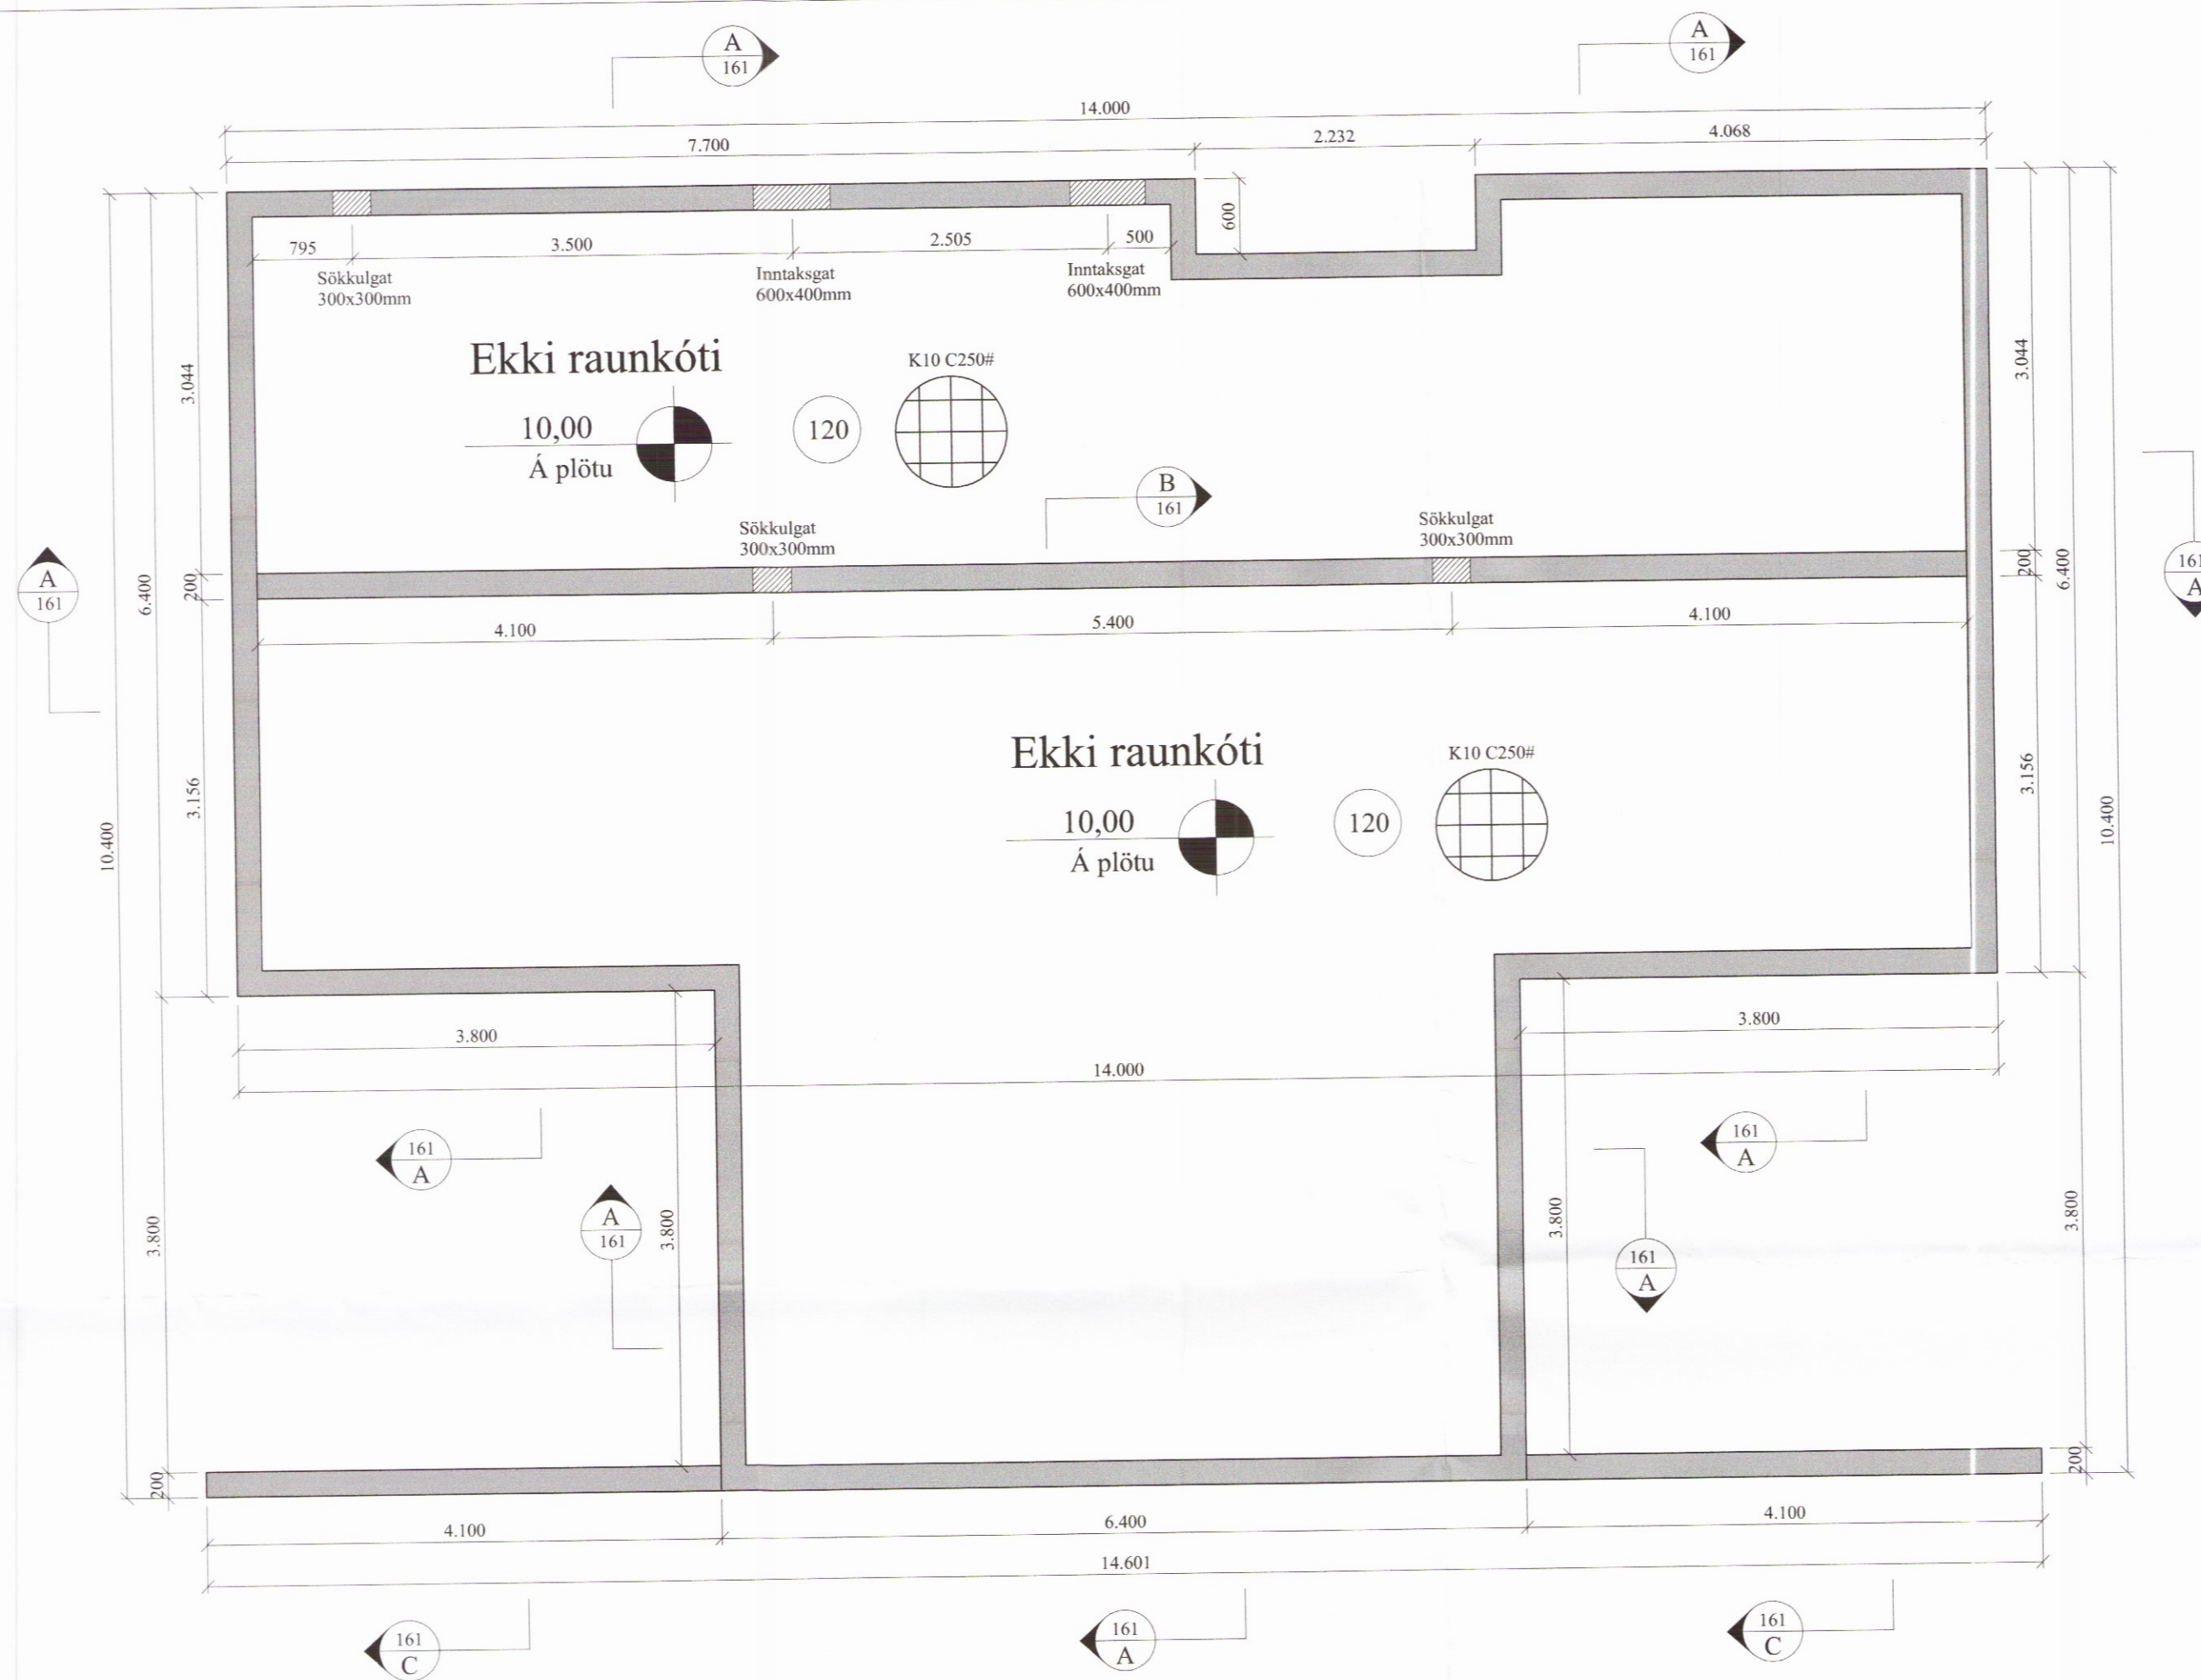 A
161
A
161
14.000
7.700
2.232
4.068
600
795
3.500
2.505
500
Sökkulgat
300x300mm
Inntaksgat
600x400mm
Inntaksgat
600x400mm
Ekki raunkóti
10,00
Á plötu
120
K10 C250#
3.044
3.044
B
161
Sökkulgat
300x300mm
Sökkulgat
300x300mm
A
161
6.400
200
200
6.400
161
4.100
5.400
4.100
3.156
10.400
Ekki raunkóti
10,00
Á plötu
120
K10 C250#
3.156
10.400
3.800
3.800
14.000
161
A
161
A
A
161
3.800
3.800
3.800
3.800
161
A
200
200
4.100
6.400
4.100
14.601
161
C
161
A
161
C